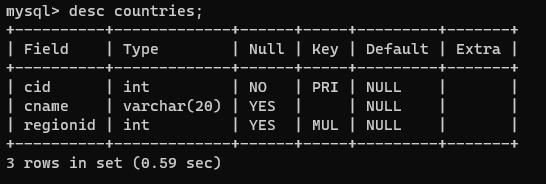 mysql> desc countries;
+----------+-------------+------+-----+---------+-------+
| Field    | Type        | Null | Key | Default | Extra |
+----------+-------------+------+-----+---------+-------+
| cid      | int         | NO   | PRI | NULL    |       |
| cname    | varchar(20) | YES  |     | NULL    |       |
| regionid | int         | YES  | MUL | NULL    |       |
+----------+-------------+------+-----+---------+-------+
3 rows in set (0.59 sec)